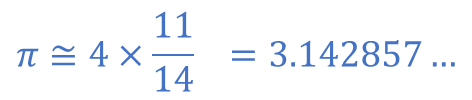 π ≅ 4 × 11/14 = 3.142857 ...